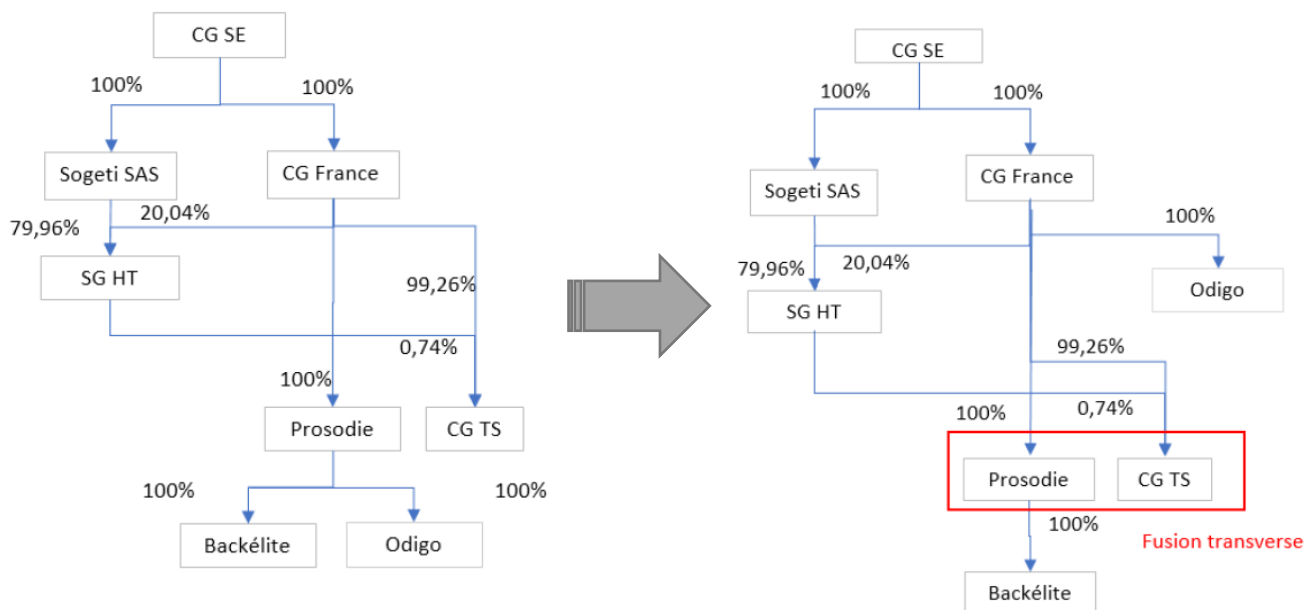 CG SE
100%
100%
Sogeti SAS
CG France
79,96%
20,04%
SG HT
99,26%
0,74%
100%
Prosodie
CG TS
100%
100%
Backélite
Odigo
CG SE
100%
100%
Sogeti SAS
CG France
100%
79,96%
20,04%
Odigo
SG HT
99,26%
100%
0,74%
Prosodie
CG TS
100%
Fusion transverse
Backélite